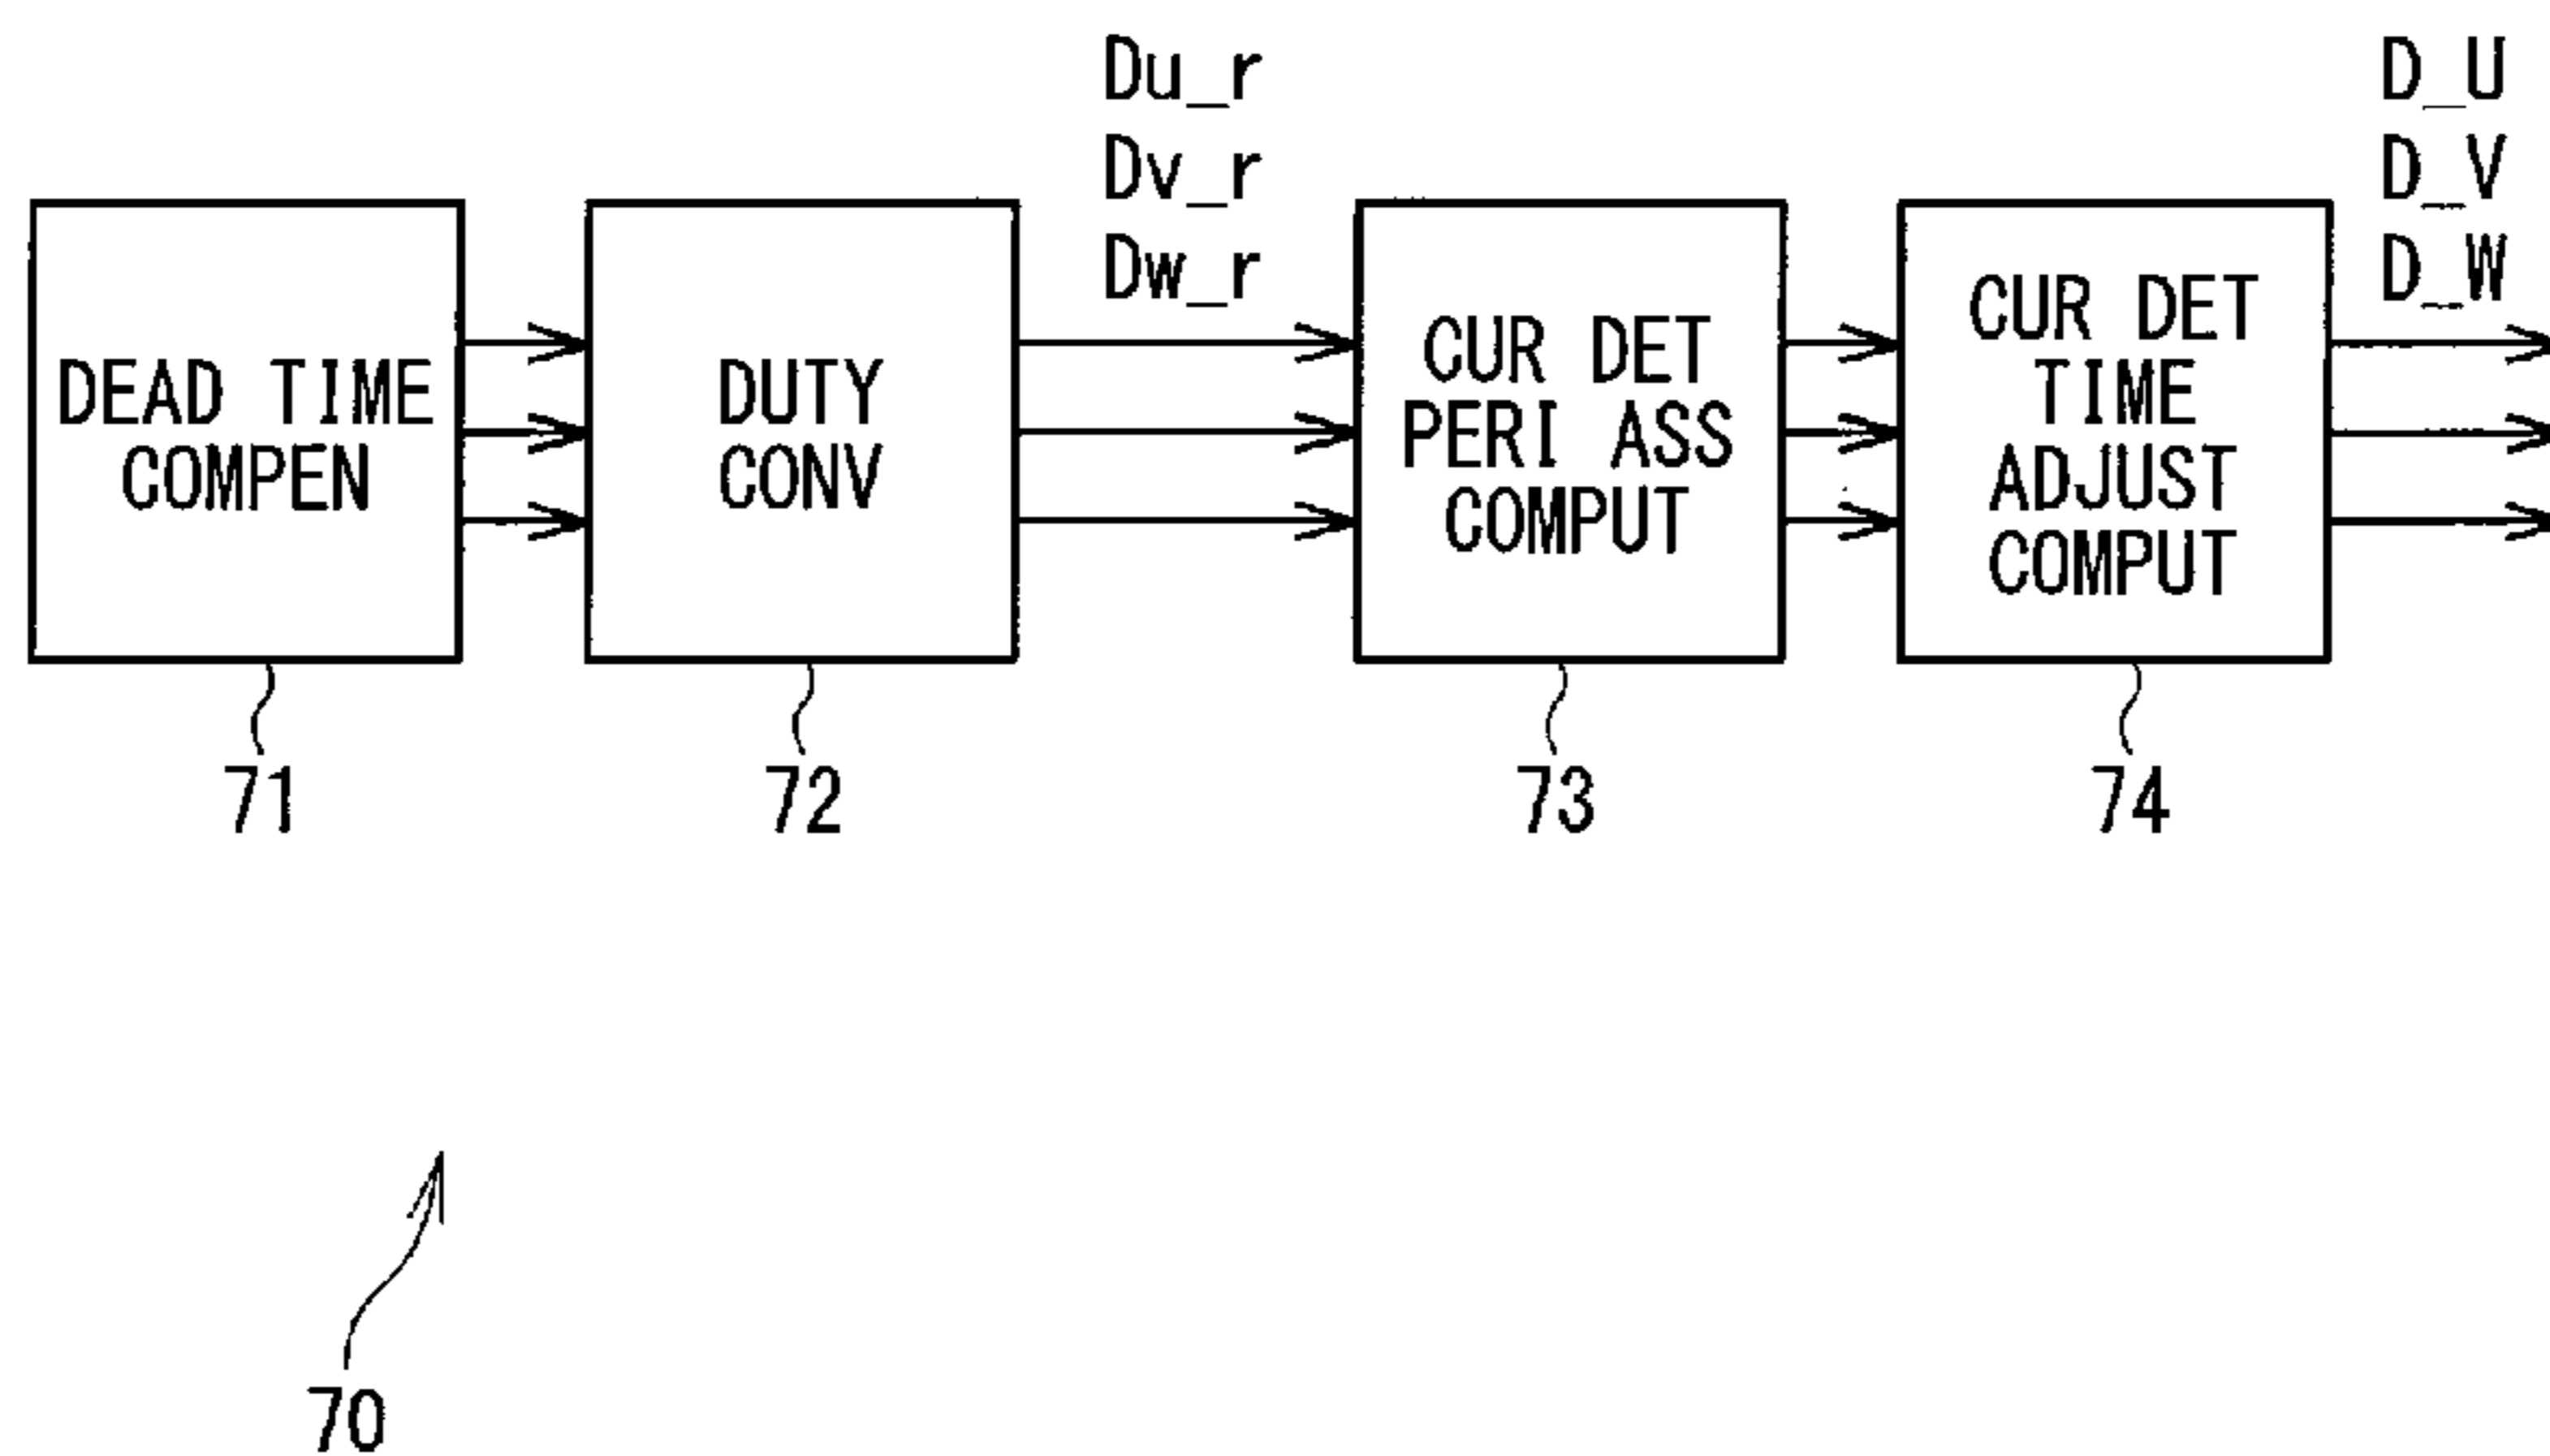 Du_r
Dv_r
Dw_r
D_U
D_V
D_W
DEAD TIME
COMPEN
DUTY
CONV
CUR DET
PERI ASS
COMPUT
CUR DET
TIME
ADJUST
COMPUT
71
72
73
74
70